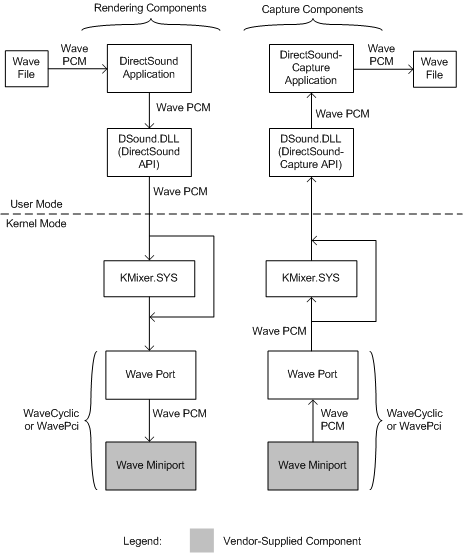 Rendering Components
Capture Components
Wave
File
Wave
PCM
DirectSound
Application
DirectSound-
Capture
Application
Wave
PCM
Wave
File
Wave PCM
Wave PCM
DSound.DLL
(DirectSound
API)
DSound.DLL
(DirectSound-
Capture API)
Wave PCM
User Mode
Kernel Mode
KMixer.SYS
KMixer.SYS
Wave PCM
Wave Port
Wave Port
WaveCyclic
or WavePci
Wave PCM
Wave
PCM
WaveCyclic
or WavePci
Wave Miniport
Wave Miniport
Legend:
Vendor-Supplied Component